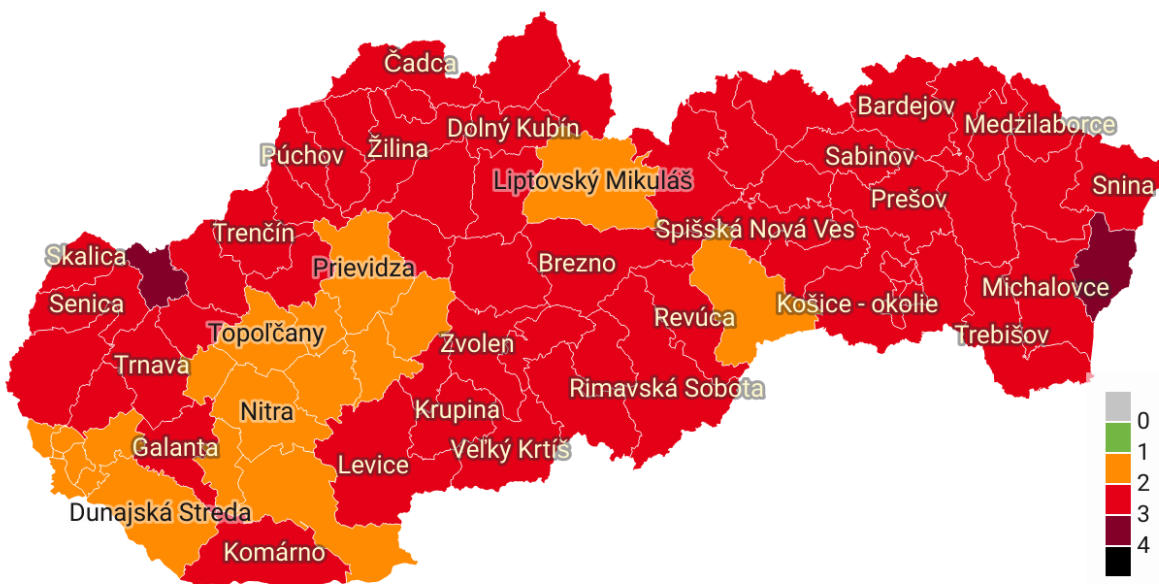 Čadca
Bardejov
Medzilaborce
Dolný Kubín
Žilina
Púchov
Sabinov
Liptovský Mikuláš
Snina
Prešov
Spišská Nová Ves
Trenčín
Skalica
Brezno
Prievidza
Michalovce
Senica
Košice - okolie
Revúca
Topoľčany
Zvolen
Trebišov
Trnava
Rimavská Sobota
Krupina
Nitra
Galanta
Veľký Krtíš
Levice
Dunajská Streda
Komárno
0
1
2
3
4